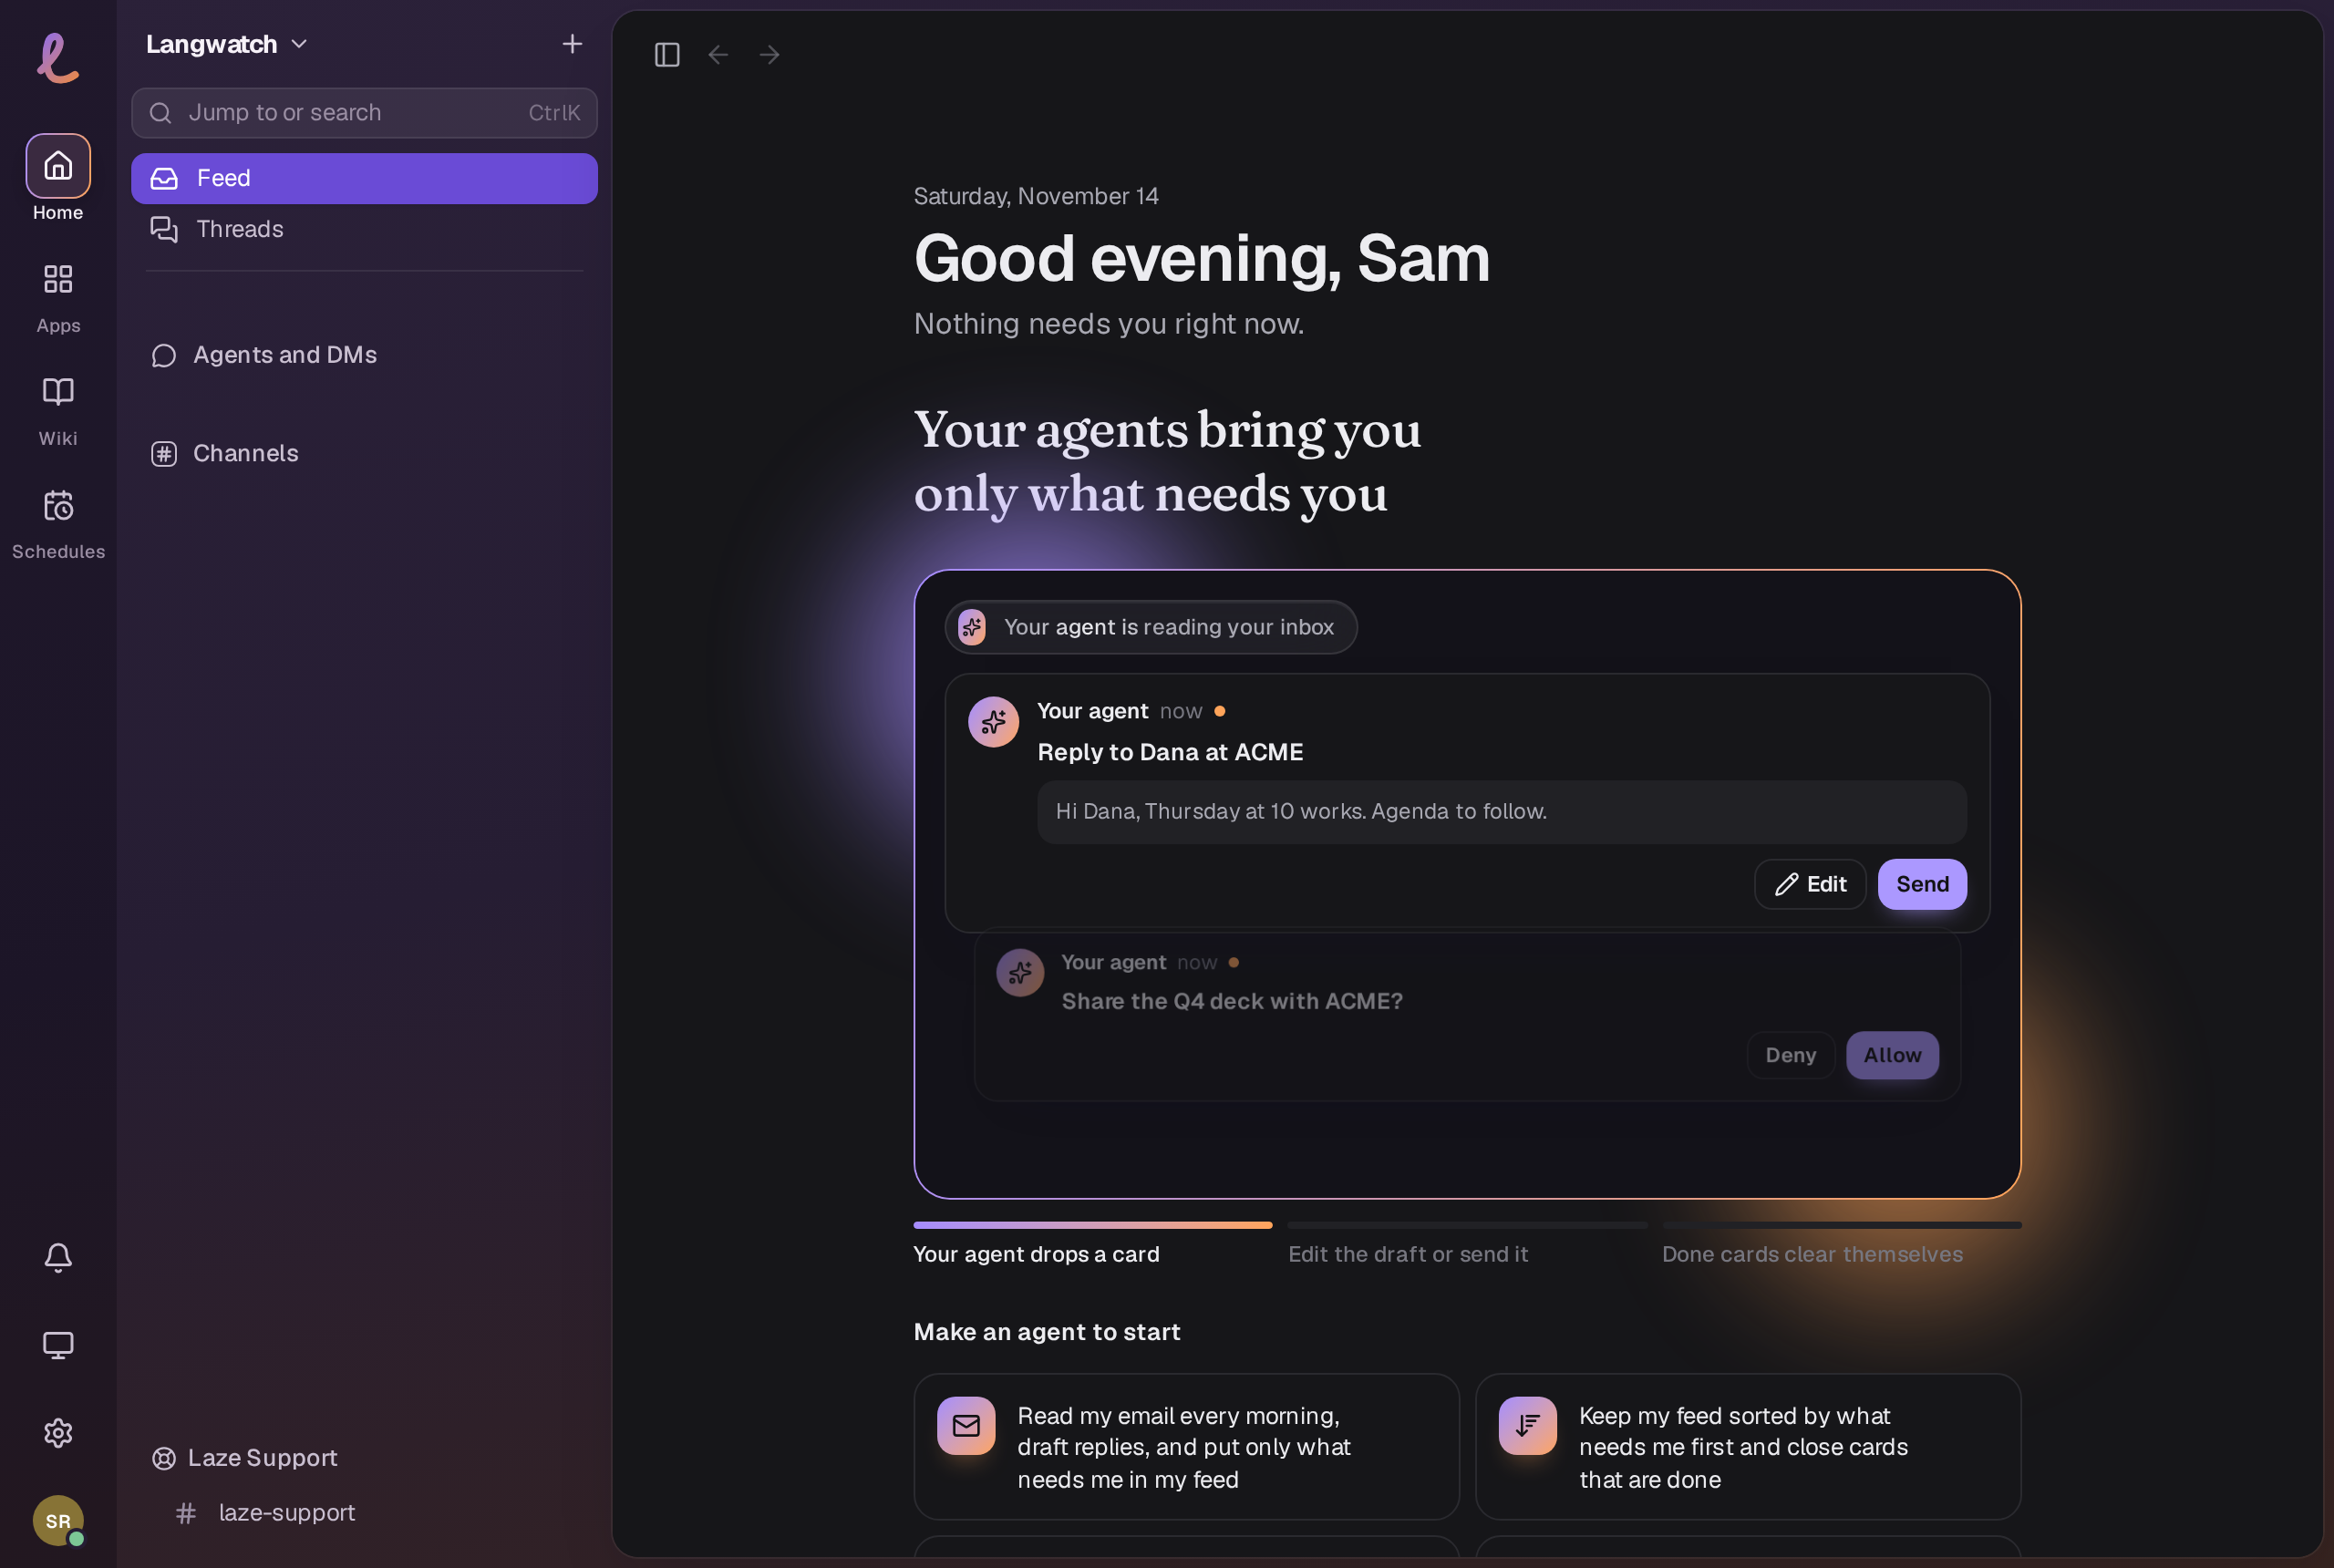 Langwatch
Jump to or search CtrlK
Feed
Threads
Agents and DMs
Channels
Home
Apps
Wiki
Schedules
Laze Support
# laze-support
SR
Saturday, November 14
Good evening, Sam
Nothing needs you right now.
Your agents bring you
only what needs you
Your agent is reading your inbox
Your agent now
Reply to Dana at ACME
Hi Dana, Thursday at 10 works. Agenda to follow.
Edit Send
Your agent now
Share the Q4 deck with ACME?
Deny Allow
Your agent drops a card
Edit the draft or send it
Done cards clear themselves
Make an agent to start
Read my email every morning,
draft replies, and put only what
needs me in my feed
Keep my feed sorted by what
needs me first and close cards
that are done